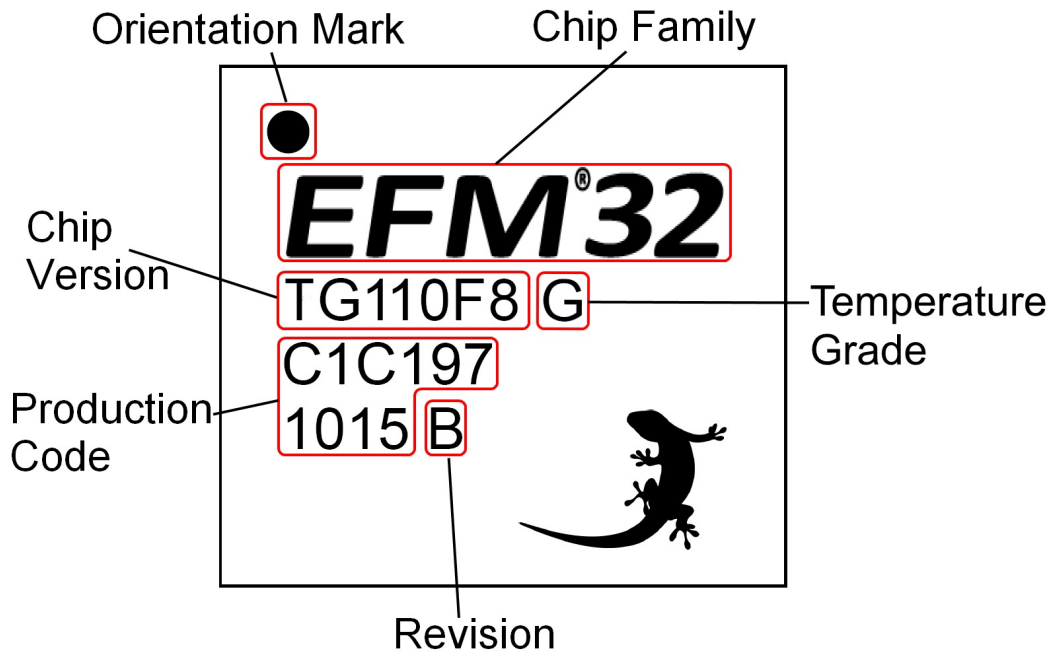 Orientation Mark
Chip Family
EFM®32
Chip
Version
TG110F8 G
Temperature
Grade
C1C197
Production
Code
1015 B
Revision